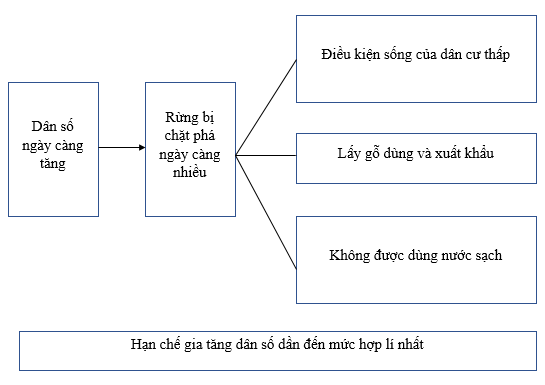 Dân số
ngày càng
tăng
Rừng bị
chặt phá
ngày càng
nhiều
Điều kiện sống của dân cư thấp
Lấy gỗ dùng và xuất khẩu
Không được dùng nước sạch
Hạn chế gia tăng dân số dần đến mức hợp lí nhất